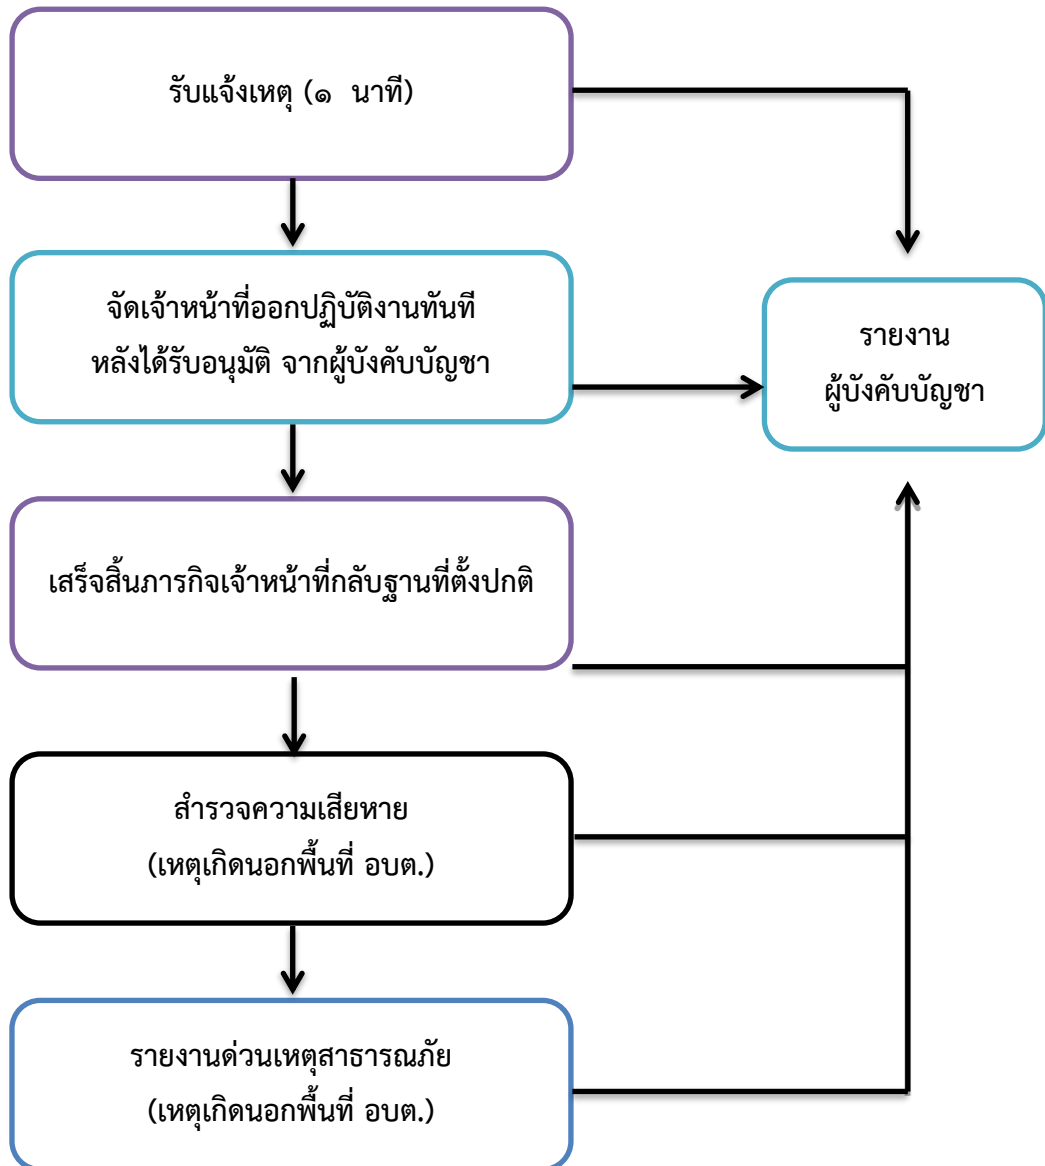 รับแจ้งเหตุ (๑ นาที)
จัดเจ้าหน้าที่ออกปฏิบัติงานทันที
หลังได้รับอนุมัติ จากผู้บังคับบัญชา
รายงาน
ผู้บังคับบัญชา
เสร็จสิ้นภารกิจเจ้าหน้าที่กลับฐานที่ตั้งปกติ
สำรวจความเสียหาย
(เหตุเกิดนอกพื้นที่ อบต.)
รายงานด่วนเหตุสาธารณภัย
(เหตุเกิดนอกพื้นที่ อบต.)